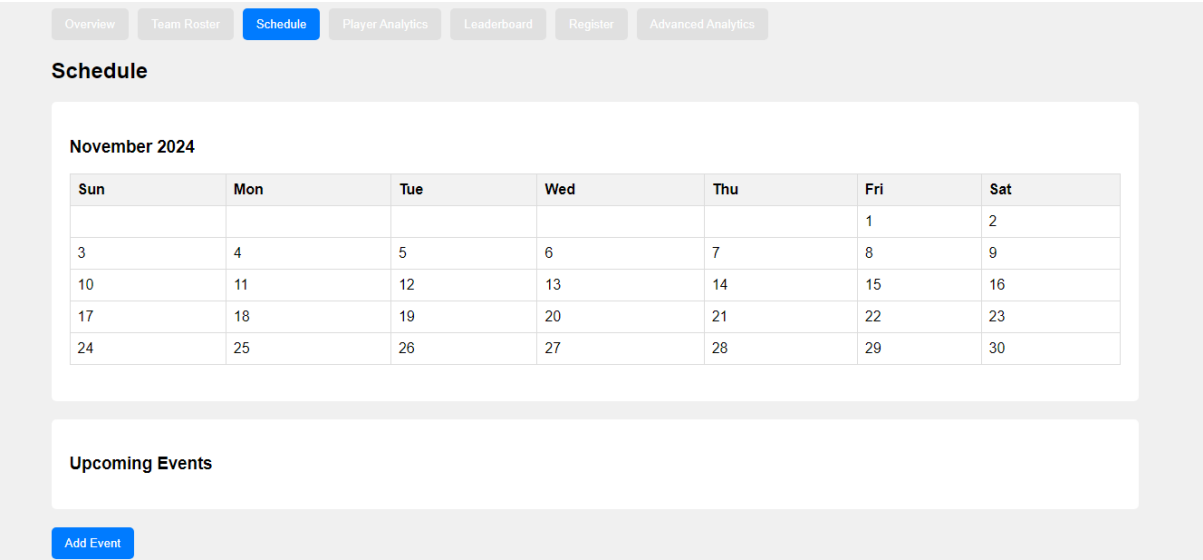 Overview Team Roster Schedule Player Analytics Leaderboard Register Advanced Analytics
Schedule
November 2024
Sun Mon Tue Wed Thu Fri Sat
1 2
3 4 5 6 7 8 9
10 11 12 13 14 15 16
17 18 19 20 21 22 23
24 25 26 27 28 29 30
Upcoming Events
Add Event